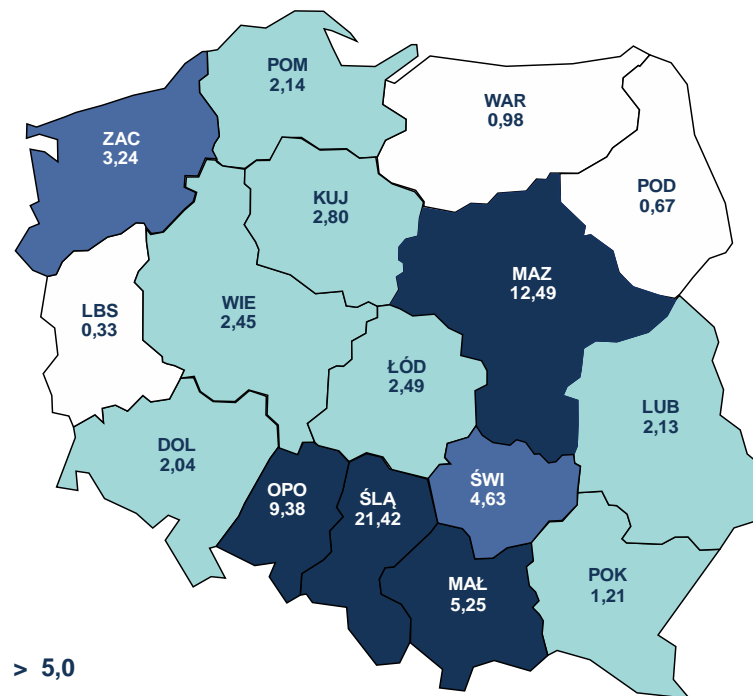 POM
2,14
WAR
0,98
ZAC
3,24
POD
0,67
KUJ
2,80
MAZ
12,49
LBS
0,33
WIE
2,45
ŁÓD
2,49
LUB
2,13
DOL
2,04
OPO
9,38
ŚLĄ
21,42
ŚWI
4,63
MAŁ
5,25
POK
1,21
> 5,0